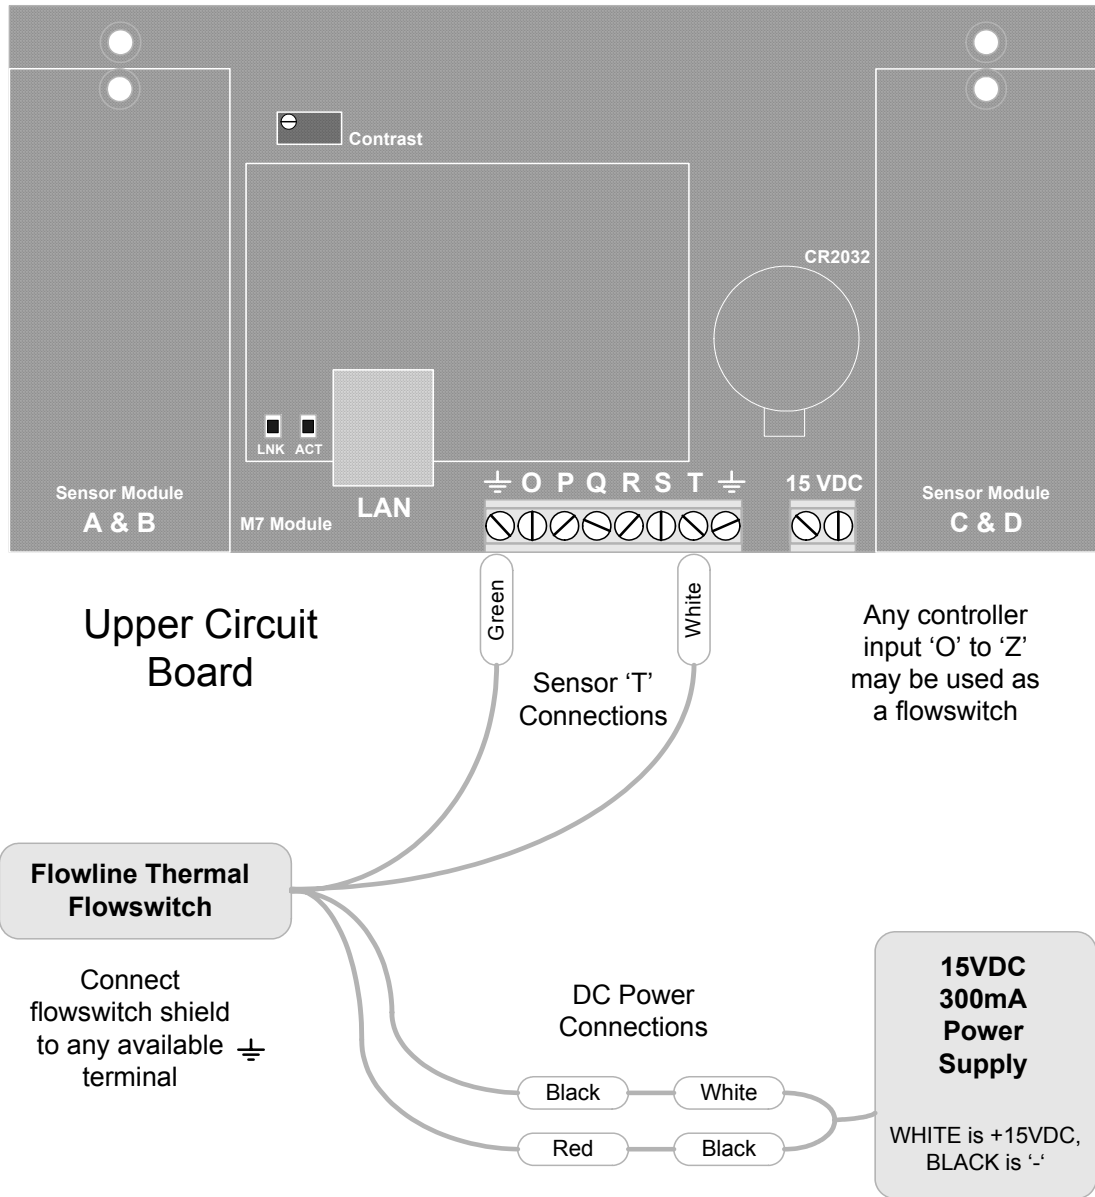 Contrast
CR2032
LNK ACT
Sensor Module
A & B
M7 Module
LAN
⏚ O P Q R S T ⏚
15 VDC
Sensor Module
C & D
Green
White
Upper Circuit
Board
Sensor ‘T’
Connections
Any controller
input ‘O’ to ‘Z’
may be used as
a flowswitch
Flowline Thermal
Flowswitch
Connect
flowswitch shield
to any available ⏚
terminal
DC Power
Connections
Black
White
Red
Black
15VDC
300mA
Power
Supply
WHITE is +15VDC,
BLACK is ‘-‘